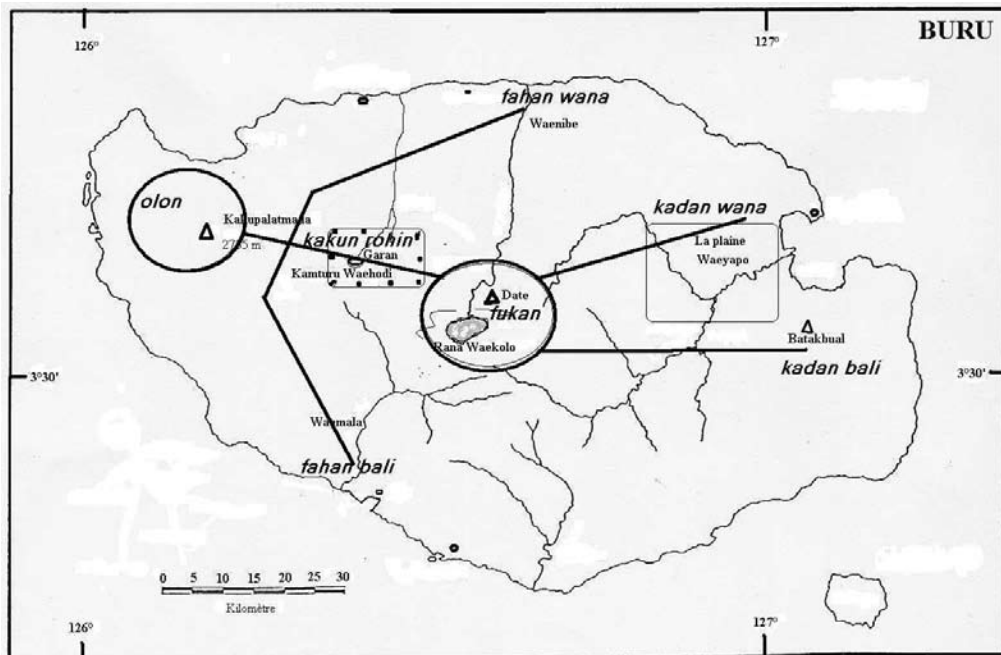 BURU
126°
127°
fahan wana
Waenibe
olon
Kakupalatmada
2735 m
kadan wana
La plaine
Waeyapo
kakun rohin
Garan
Kamturu Waehodi
Date
fukan
Rana Waekolo
Batakbual
kadan bali
3°30'
3°30'
Waemala
fahan bali
0 5 10 15 20 25 30
Kilomètre
126°
127°